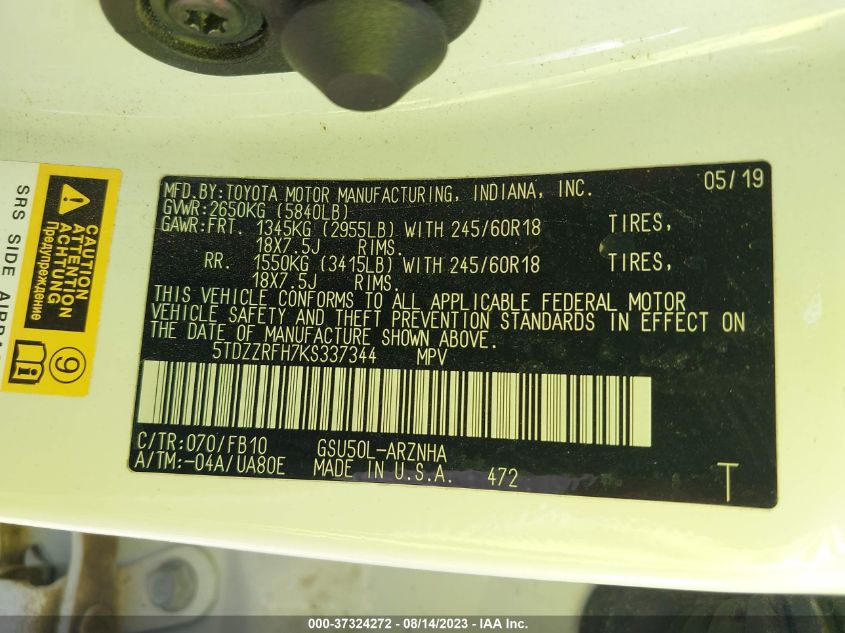 MFD.BY:TOYOTA MOTOR MANUFACTURING, INDIANA, INC. 05/19
GVWR:2650KG (5840LB)
GAWR:FRT. 1345KG (2955LB) WITH 245/60R18 TIRES,
18X7.5J RIMS.
RR. 1550KG (3415LB) WITH 245/60R18 TIRES,
18X7.5J RIMS.
THIS VEHICLE CONFORMS TO ALL APPLICABLE FEDERAL MOTOR
VEHICLE SAFETY AND THEFT PREVENTION STANDARDS IN EFFECT ON
THE DATE OF MANUFACTURE SHOWN ABOVE.
5TDZZRFH7KS337344 MPV
C/TR:070/FB10 GSU50L-ARZNHA
A/TM:-04A/UA80E MADE IN U.S.A. 472 T
CAUTION
ATTENTION
ACHTUNG
Предупреждение
9
SRS SIDE AIRBA
000-37324272 - 08/14/2023 - IAA Inc.